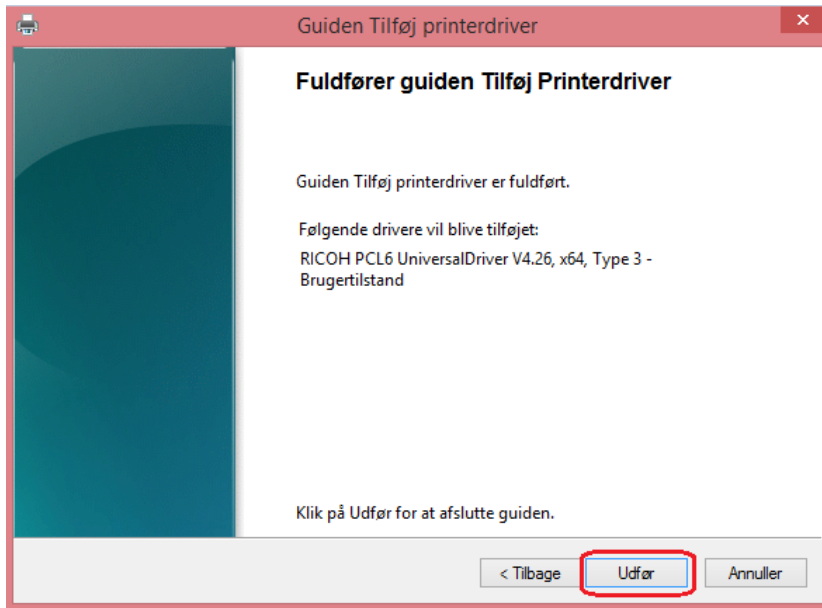 Guiden Tilføj printerdriver
Fuldfører guiden Tilføj Printerdriver
Guiden Tilføj printerdriver er fuldført.
Følgende drivere vil blive tilføjet:
RICOH PCL6 UniversalDriver V4.26, x64, Type 3 -
Brugertilstand
Klik på Udfør for at afslutte guiden.
< Tilbage
Udfør
Annuller